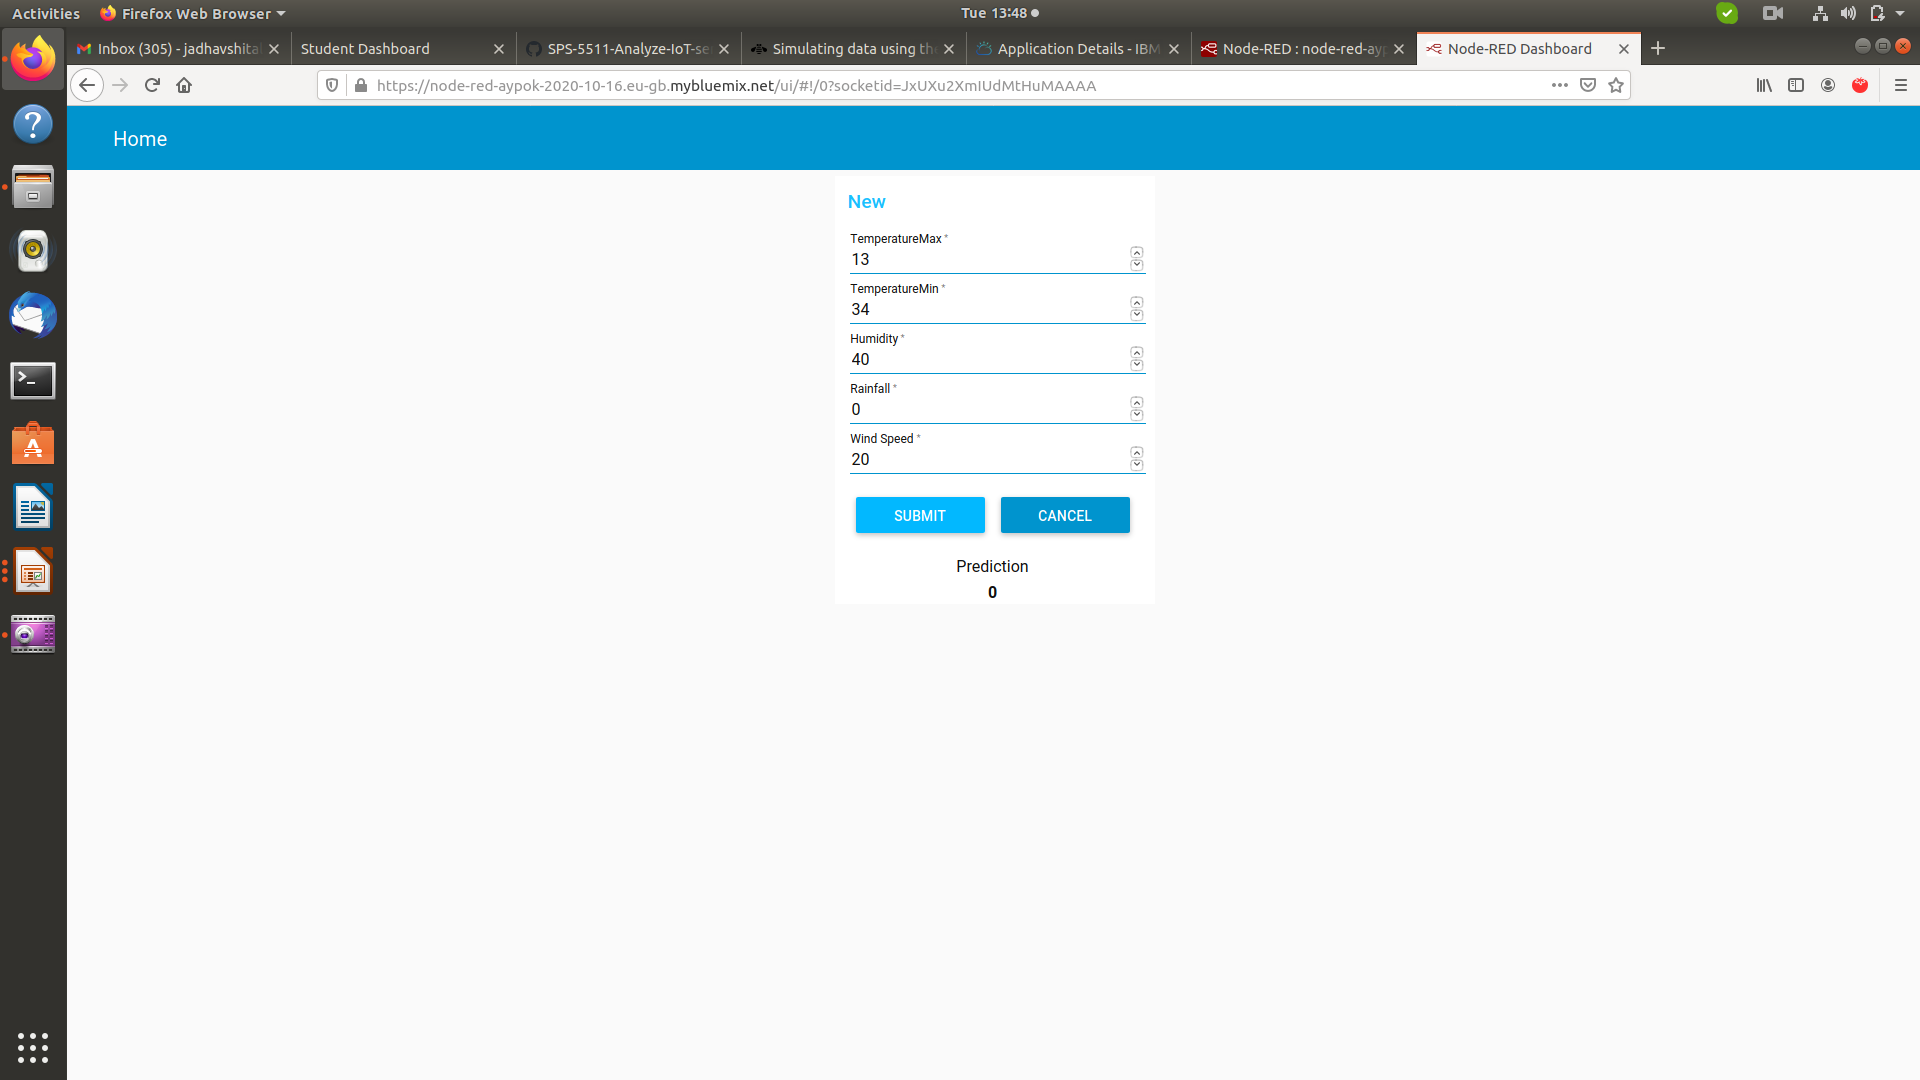 Activities Firefox Web Browser Tue 13:48
Inbox (305) - jadhavshita Student Dashboard SPS-5511-Analyze-IoT-se Simulating data using the Application Details - IBM Node-RED : node-red-ayp Node-RED Dashboard
https://node-red-aypok-2020-10-16.eu-gb.mybluemix.net/ui/#!/0?socketid=JxUXu2XmIUdMtHuMAAAA
Home
New
TemperatureMax *
13
TemperatureMin *
34
Humidity *
40
Rainfall *
0
Wind Speed *
20
SUBMIT CANCEL
Prediction
0